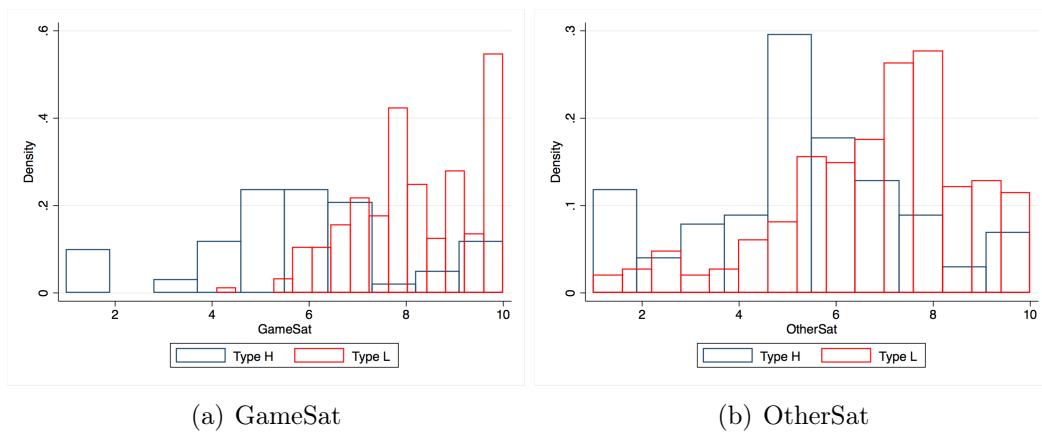 .6
.4
.2
0
Density
2 4 6 8 10
GameSat
Type H Type L
(a) GameSat
.3
.2
.1
0
Density
2 4 6 8 10
OtherSat
Type H Type L
(b) OtherSat